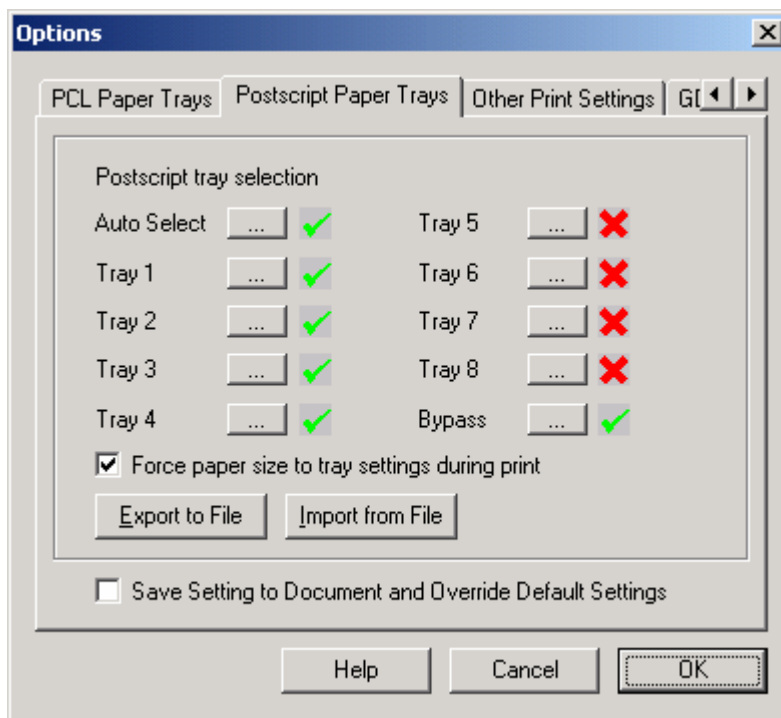 Options
PCL Paper Trays Postscript Paper Trays Other Print Settings
Postscript tray selection
Auto Select ... Tray 5 ...
Tray 1 ... Tray 6 ...
Tray 2 ... Tray 7 ...
Tray 3 ... Tray 8 ...
Tray 4 ... Bypass ...
Force paper size to tray settings during print
Export to File Import from File
Save Setting to Document and Override Default Settings
Help Cancel OK